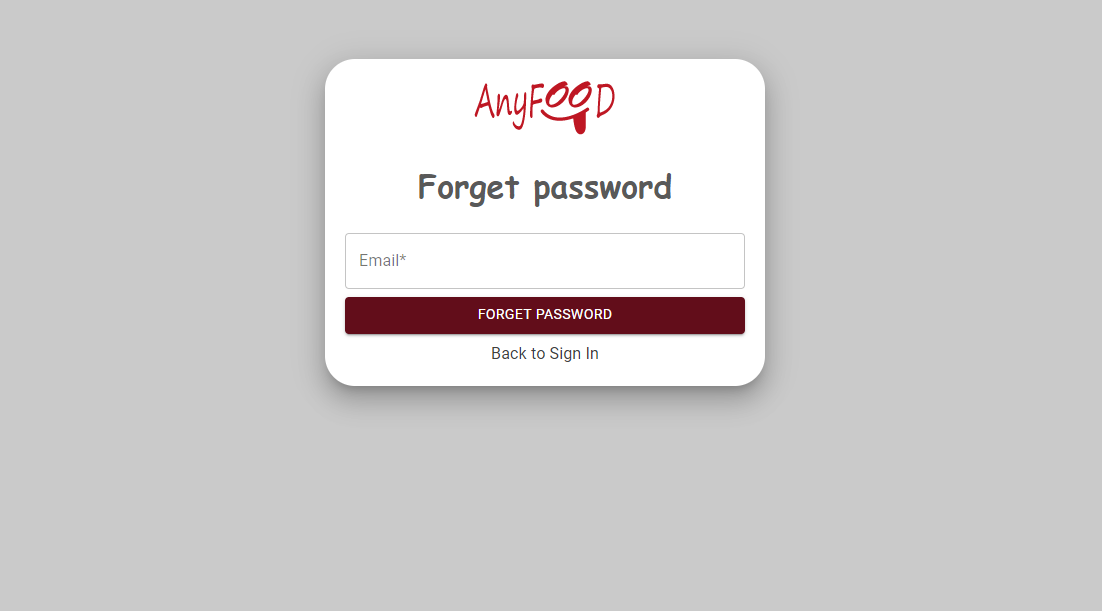 AnyFOOD
Forget password
Email*
FORGET PASSWORD
Back to Sign In